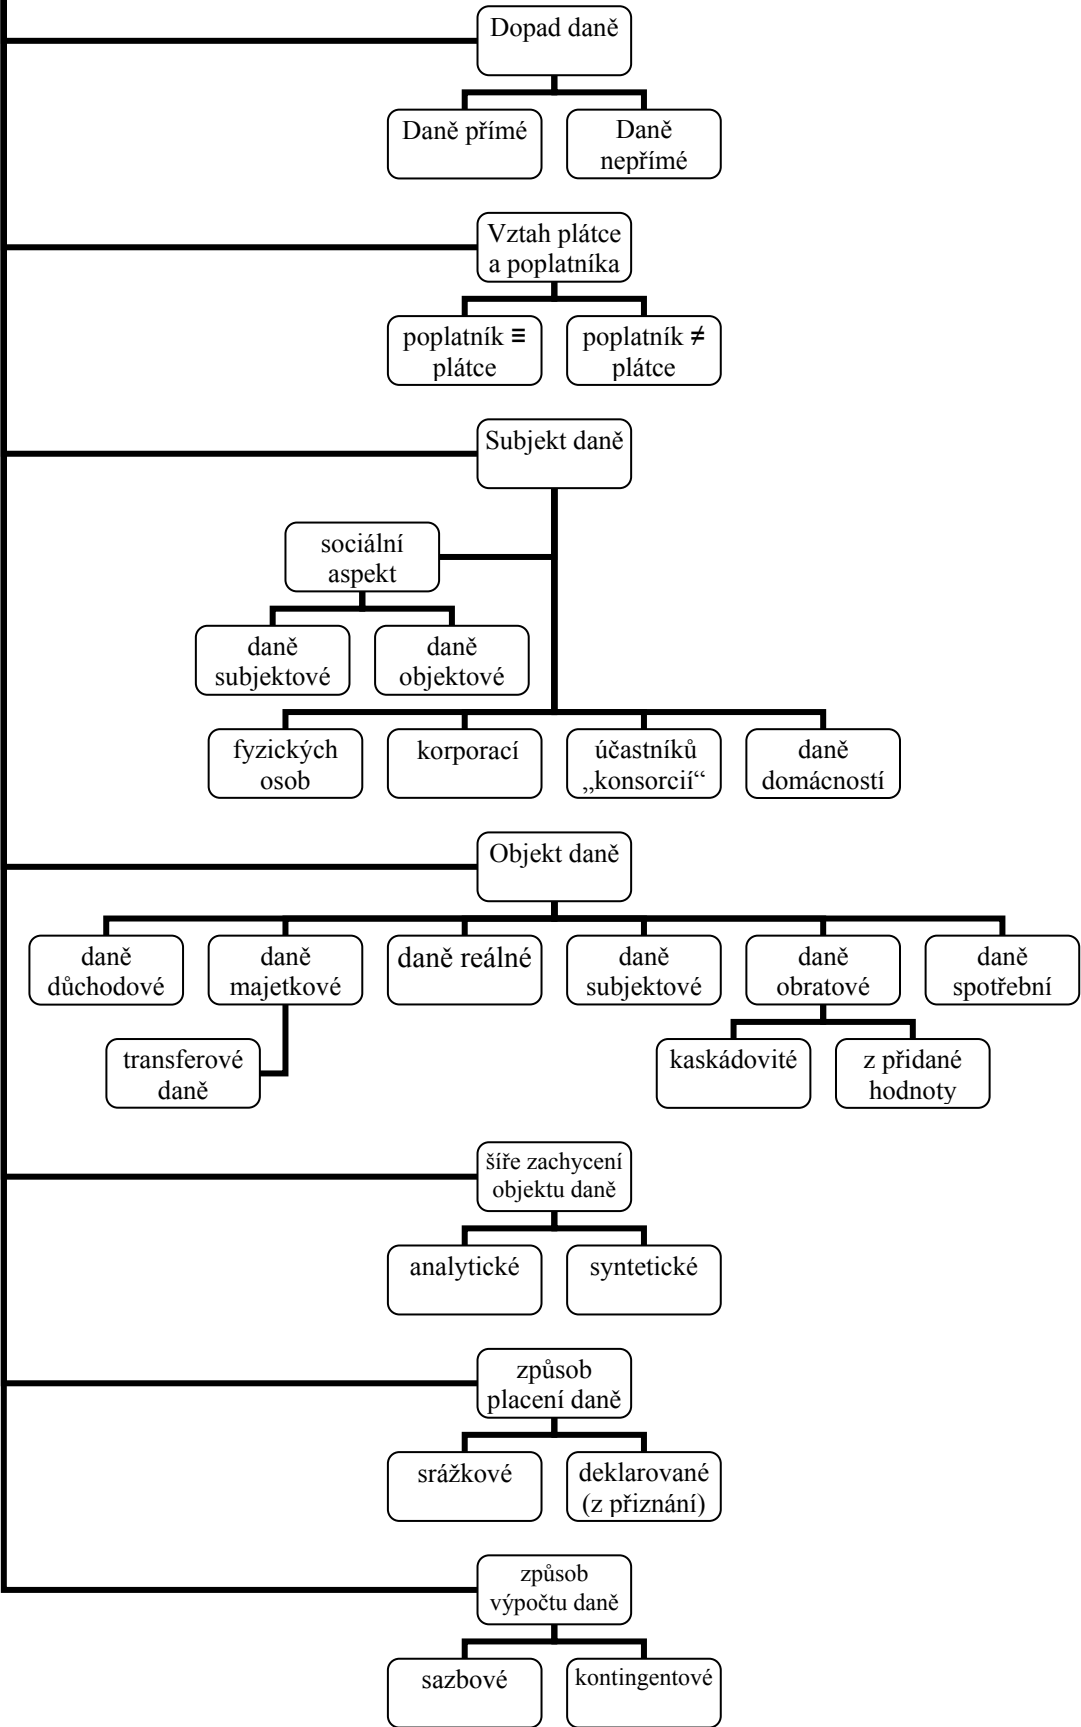 Dopad daně
Daně přímé
Daně
nepřímé
Vztah plátce
a poplatníka
poplatník ≡
plátce
poplatník ≠
plátce
Subjekt daně
sociální
aspekt
daně
subjektové
daně
objektové
fyzických
osob
korporací
účastníků
„konsorcií“
daně
domácností
Objekt daně
daně
důchodové
daně
majetkové
daně reálné
daně
subjektové
daně
obratové
daně
spotřební
transferové
daně
kaskádovité
z přidané
hodnoty
šíře zachycení
objektu daně
analytické
syntetické
způsob
placení daně
srážkové
deklarované
(z přiznání)
způsob
výpočtu daně
sazbové
kontingentové